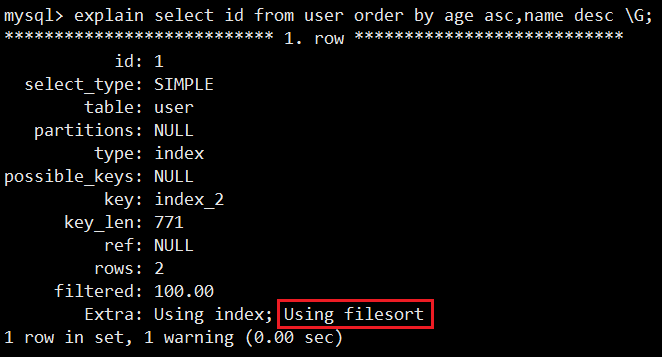 mysql> explain select id from user order by age asc,name desc \G;
*************************** 1. row ***************************
id: 1
select_type: SIMPLE
table: user
partitions: NULL
type: index
possible_keys: NULL
key: index_2
key_len: 771
ref: NULL
rows: 2
filtered: 100.00
Extra: Using index; Using filesort
1 row in set, 1 warning (0.00 sec)